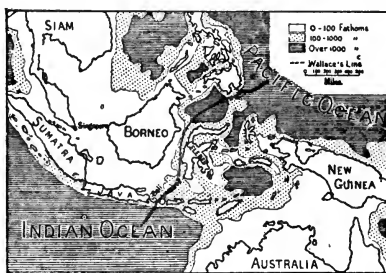 SIAM
0-100 Fathoms
100-1000 "
Over 1000 "
Wallace's Line
Miles.
PACIFIC OCEAN
BORNEO
SUMATRA
JAVA
NEW
GUINEA
INDIAN OCEAN
AUSTRALIA